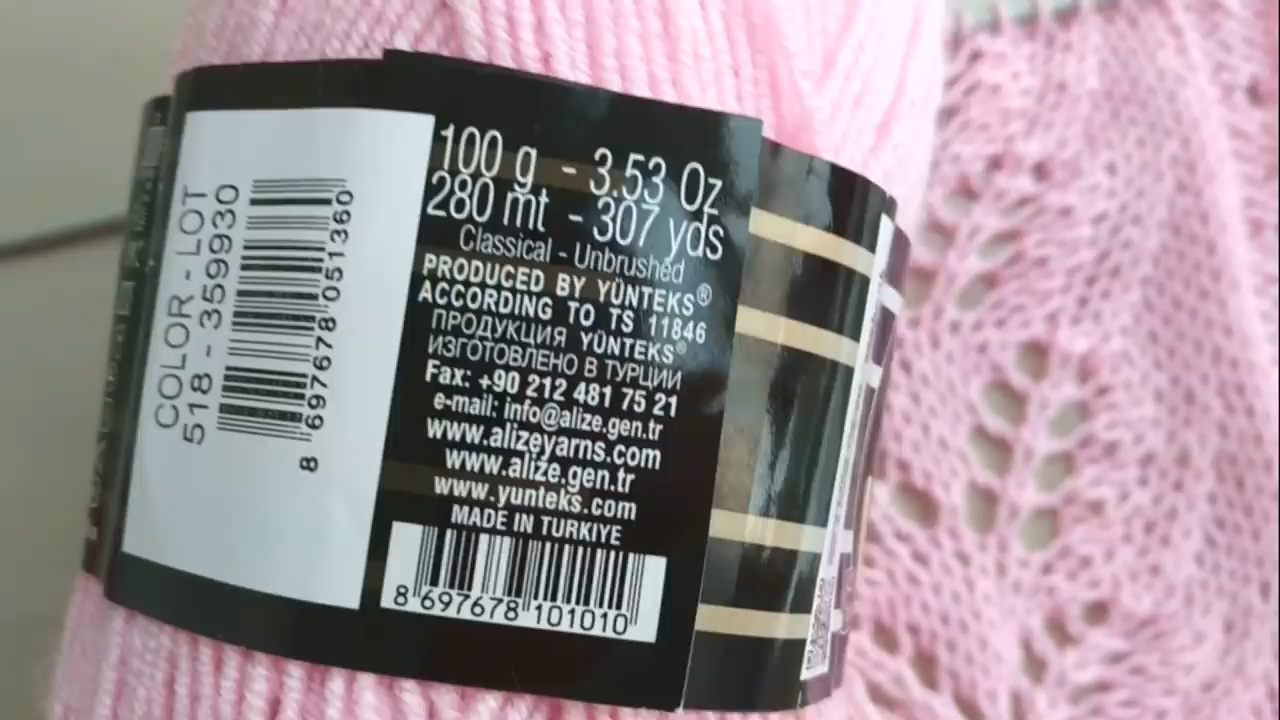 COLOR - LOT
518 - 359930
8 697678 051360
100 g - 3.53 Oz
280 mt - 307 yds
Classical - Unbrushed
PRODUCED BY YÜNTEKS®
ACCORDING TO TS 11846
ПРОДУКЦИЯ YÜNTEKS®
ИЗГОТОВЛЕНО В ТУРЦИИ
Fax: +90 212 481 75 21
e-mail: info@alize.gen.tr
www.alizeyarns.com
www.alize.gen.tr
www.yunteks.com
MADE IN TURKIYE
8 697678 101010